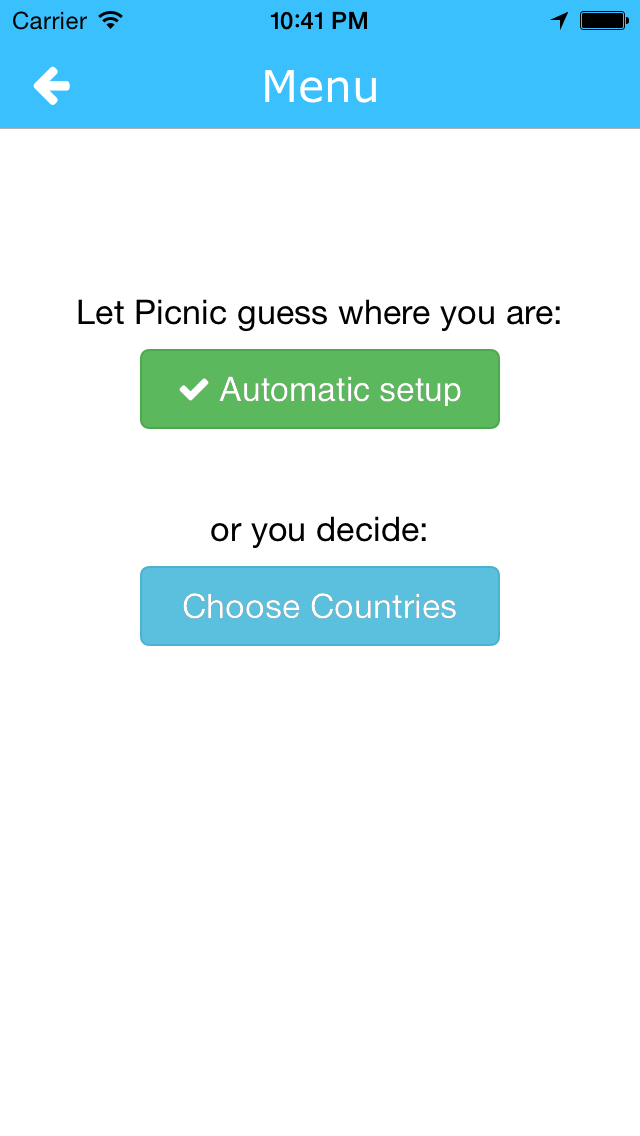 Carrier 10:41 PM
Menu
Let Picnic guess where you are:
Automatic setup
or you decide:
Choose Countries